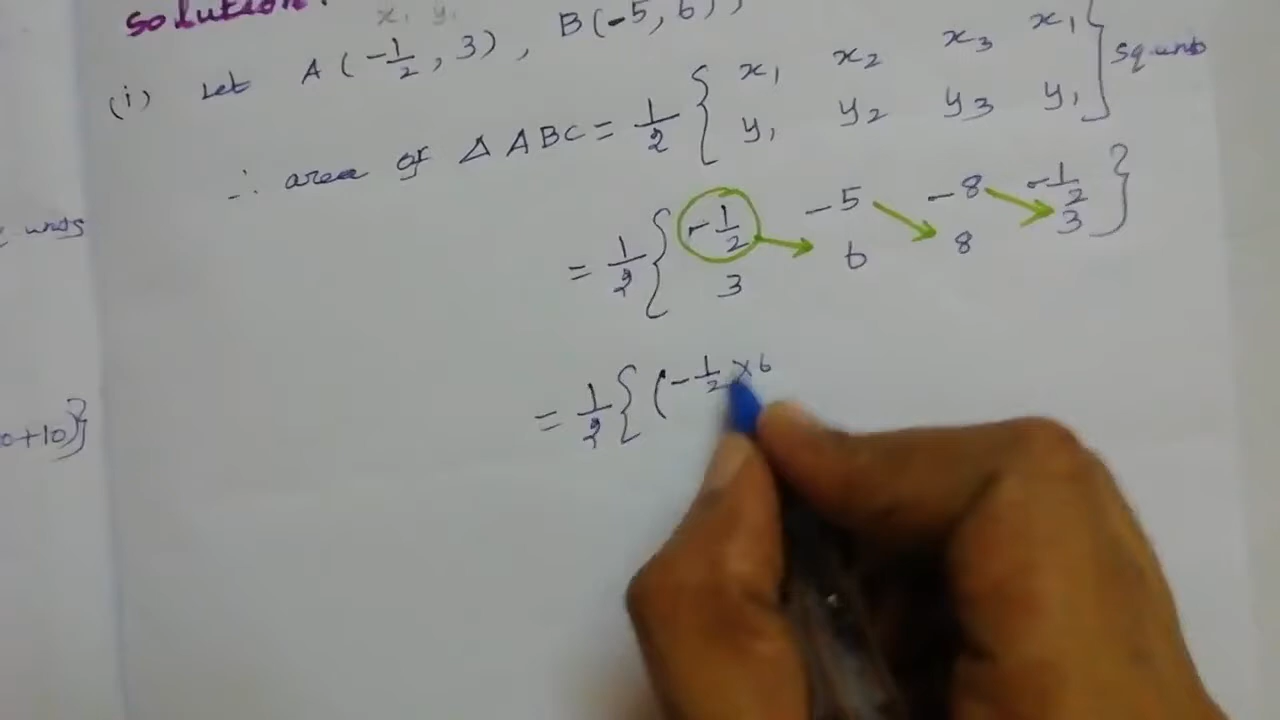 Solution:
x₁ y₁
(i) Let A(-1/2, 3), B(-5, 6),
∴ area of Δ ABC = 1/2 { x₁ x₂ x₃ x₁
y₁ y₂ y₃ y₁ } sq.units
= 1/2 { -1/2 -5 -8 -1/2
3 6 8 3 }
= 1/2 { (-1/2 × 6
0+10)}